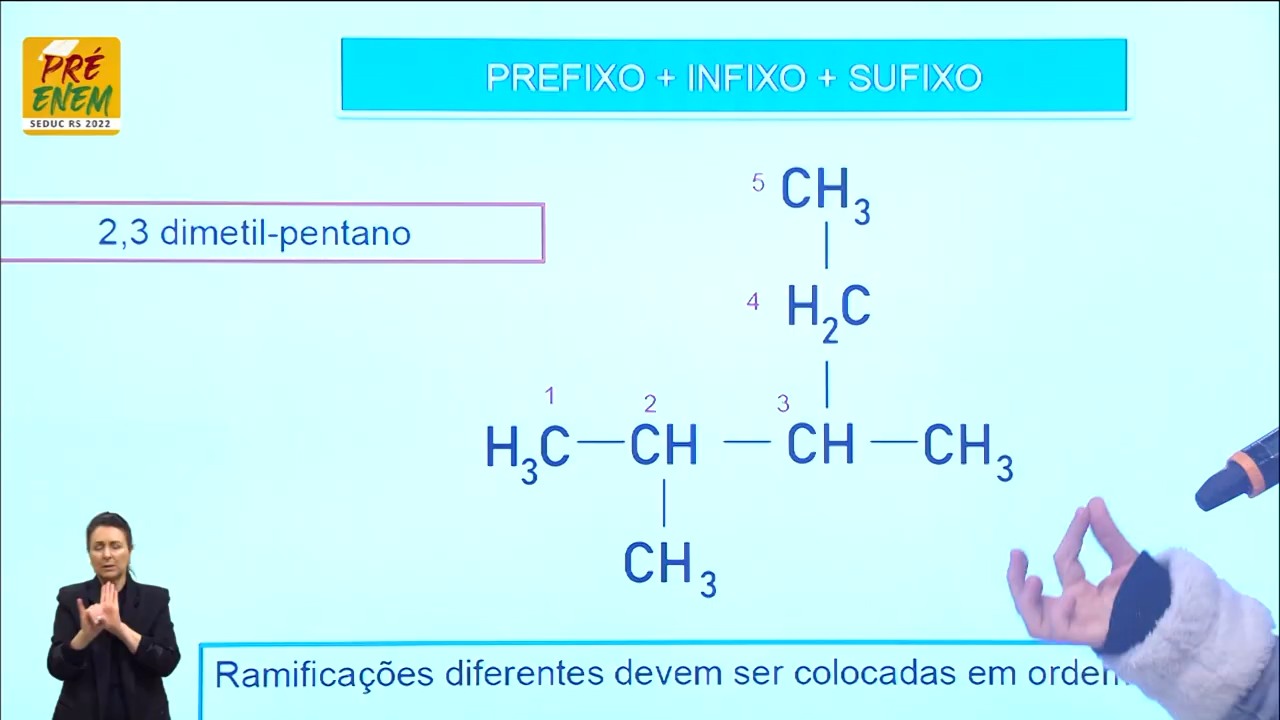 PRÉ
ENEM
SEDUC RS 2022
PREFIXO + INFIXO + SUFIXO
2,3 dimetil-pentano
5 CH3
4 H2C
1 2 3
H3C—CH—CH—CH3
CH3
Ramificações diferentes devem ser colocadas em